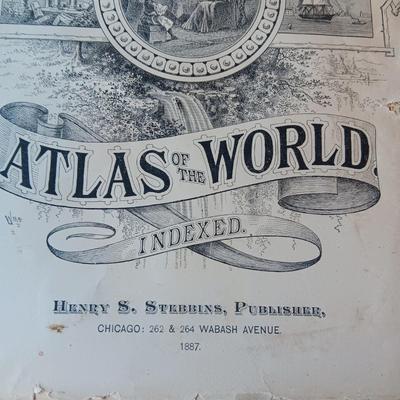 ATLAS OF THE WORLD.
INDEXED.
HENRY S. STEBBINS, PUBLISHER,
CHICAGO: 262 & 264 WABASH AVENUE.
1887.